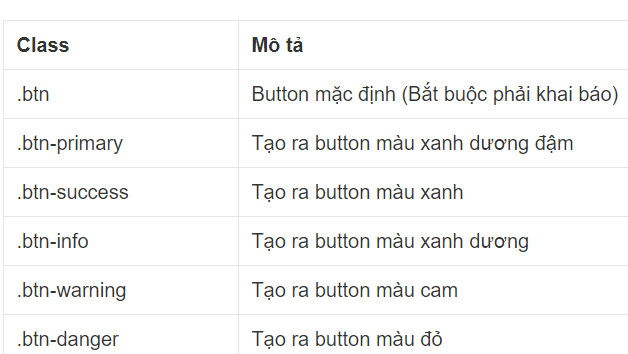 Class Mô tả
.btn Button mặc định (Bắt buộc phải khai báo)
.btn-primary Tạo ra button màu xanh dương đậm
.btn-success Tạo ra button màu xanh
.btn-info Tạo ra button màu xanh dương
.btn-warning Tạo ra button màu cam
.btn-danger Tạo ra button màu đỏ